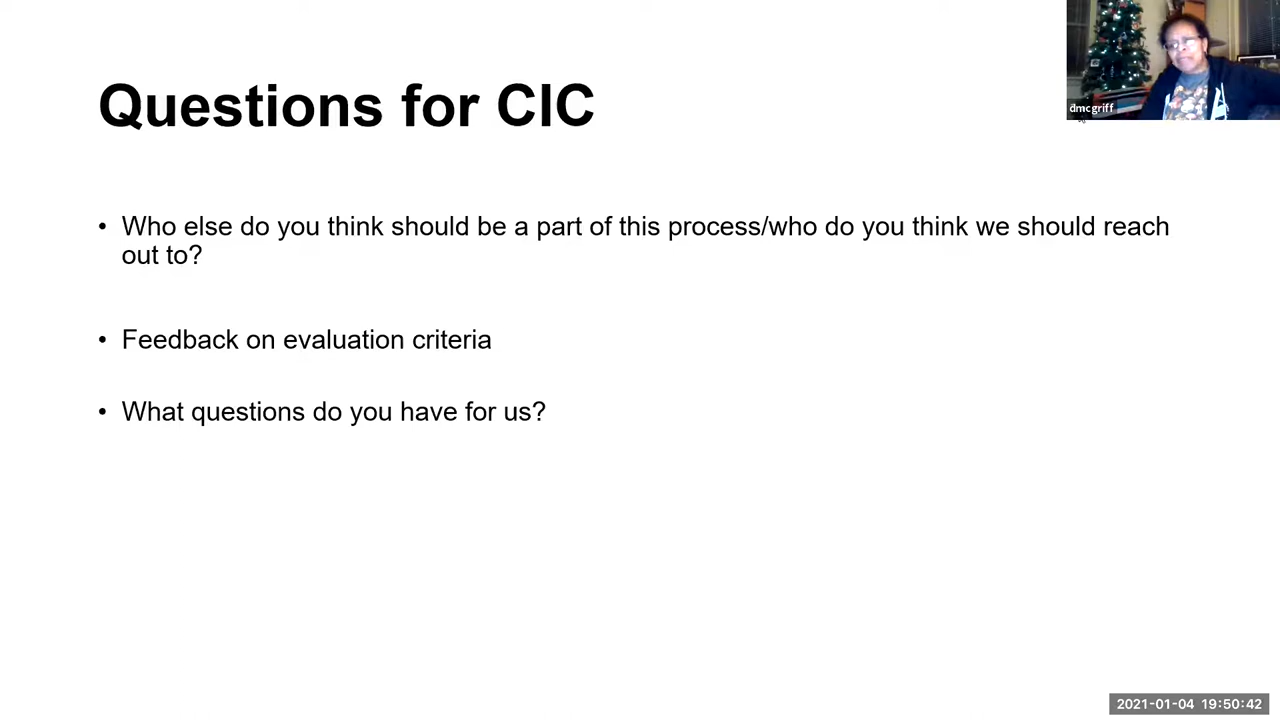 Questions for CIC
dmcgriff
• Who else do you think should be a part of this process/who do you think we should reach
out to?
• Feedback on evaluation criteria
• What questions do you have for us?
2021-01-04 19:50:42